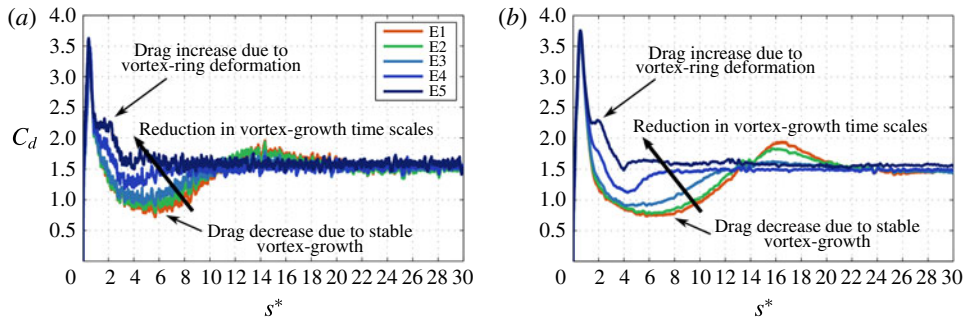 (a)
4.0
3.5
3.0
2.5
2.0
1.5
1.0
0.5
C_d
Drag increase due to
vortex-ring deformation
Reduction in vortex-growth time scales
Drag decrease due to stable
vortex-growth
E1
E2
E3
E4
E5
0 2 4 6 8 10 12 14 16 18 20 22 24 26 28 30
s*
(b)
4.0
3.5
3.0
2.5
2.0
1.5
1.0
0.5
Drag increase due to
vortex-ring deformation
Reduction in vortex-growth time scales
Drag decrease due to stable
vortex-growth
0 2 4 6 8 10 12 14 16 18 20 22 24 26 28 30
s*